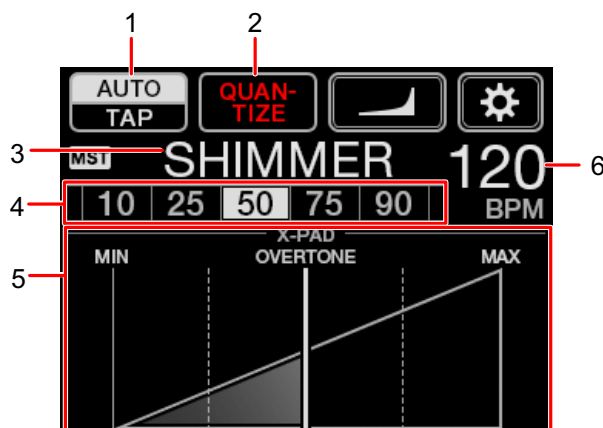 1 2
AUTO
TAP
QUAN-
TIZE
3 MST SHIMMER 120 6
4 10 25 50 75 90 BPM
X-PAD
MIN OVERTONE MAX
5